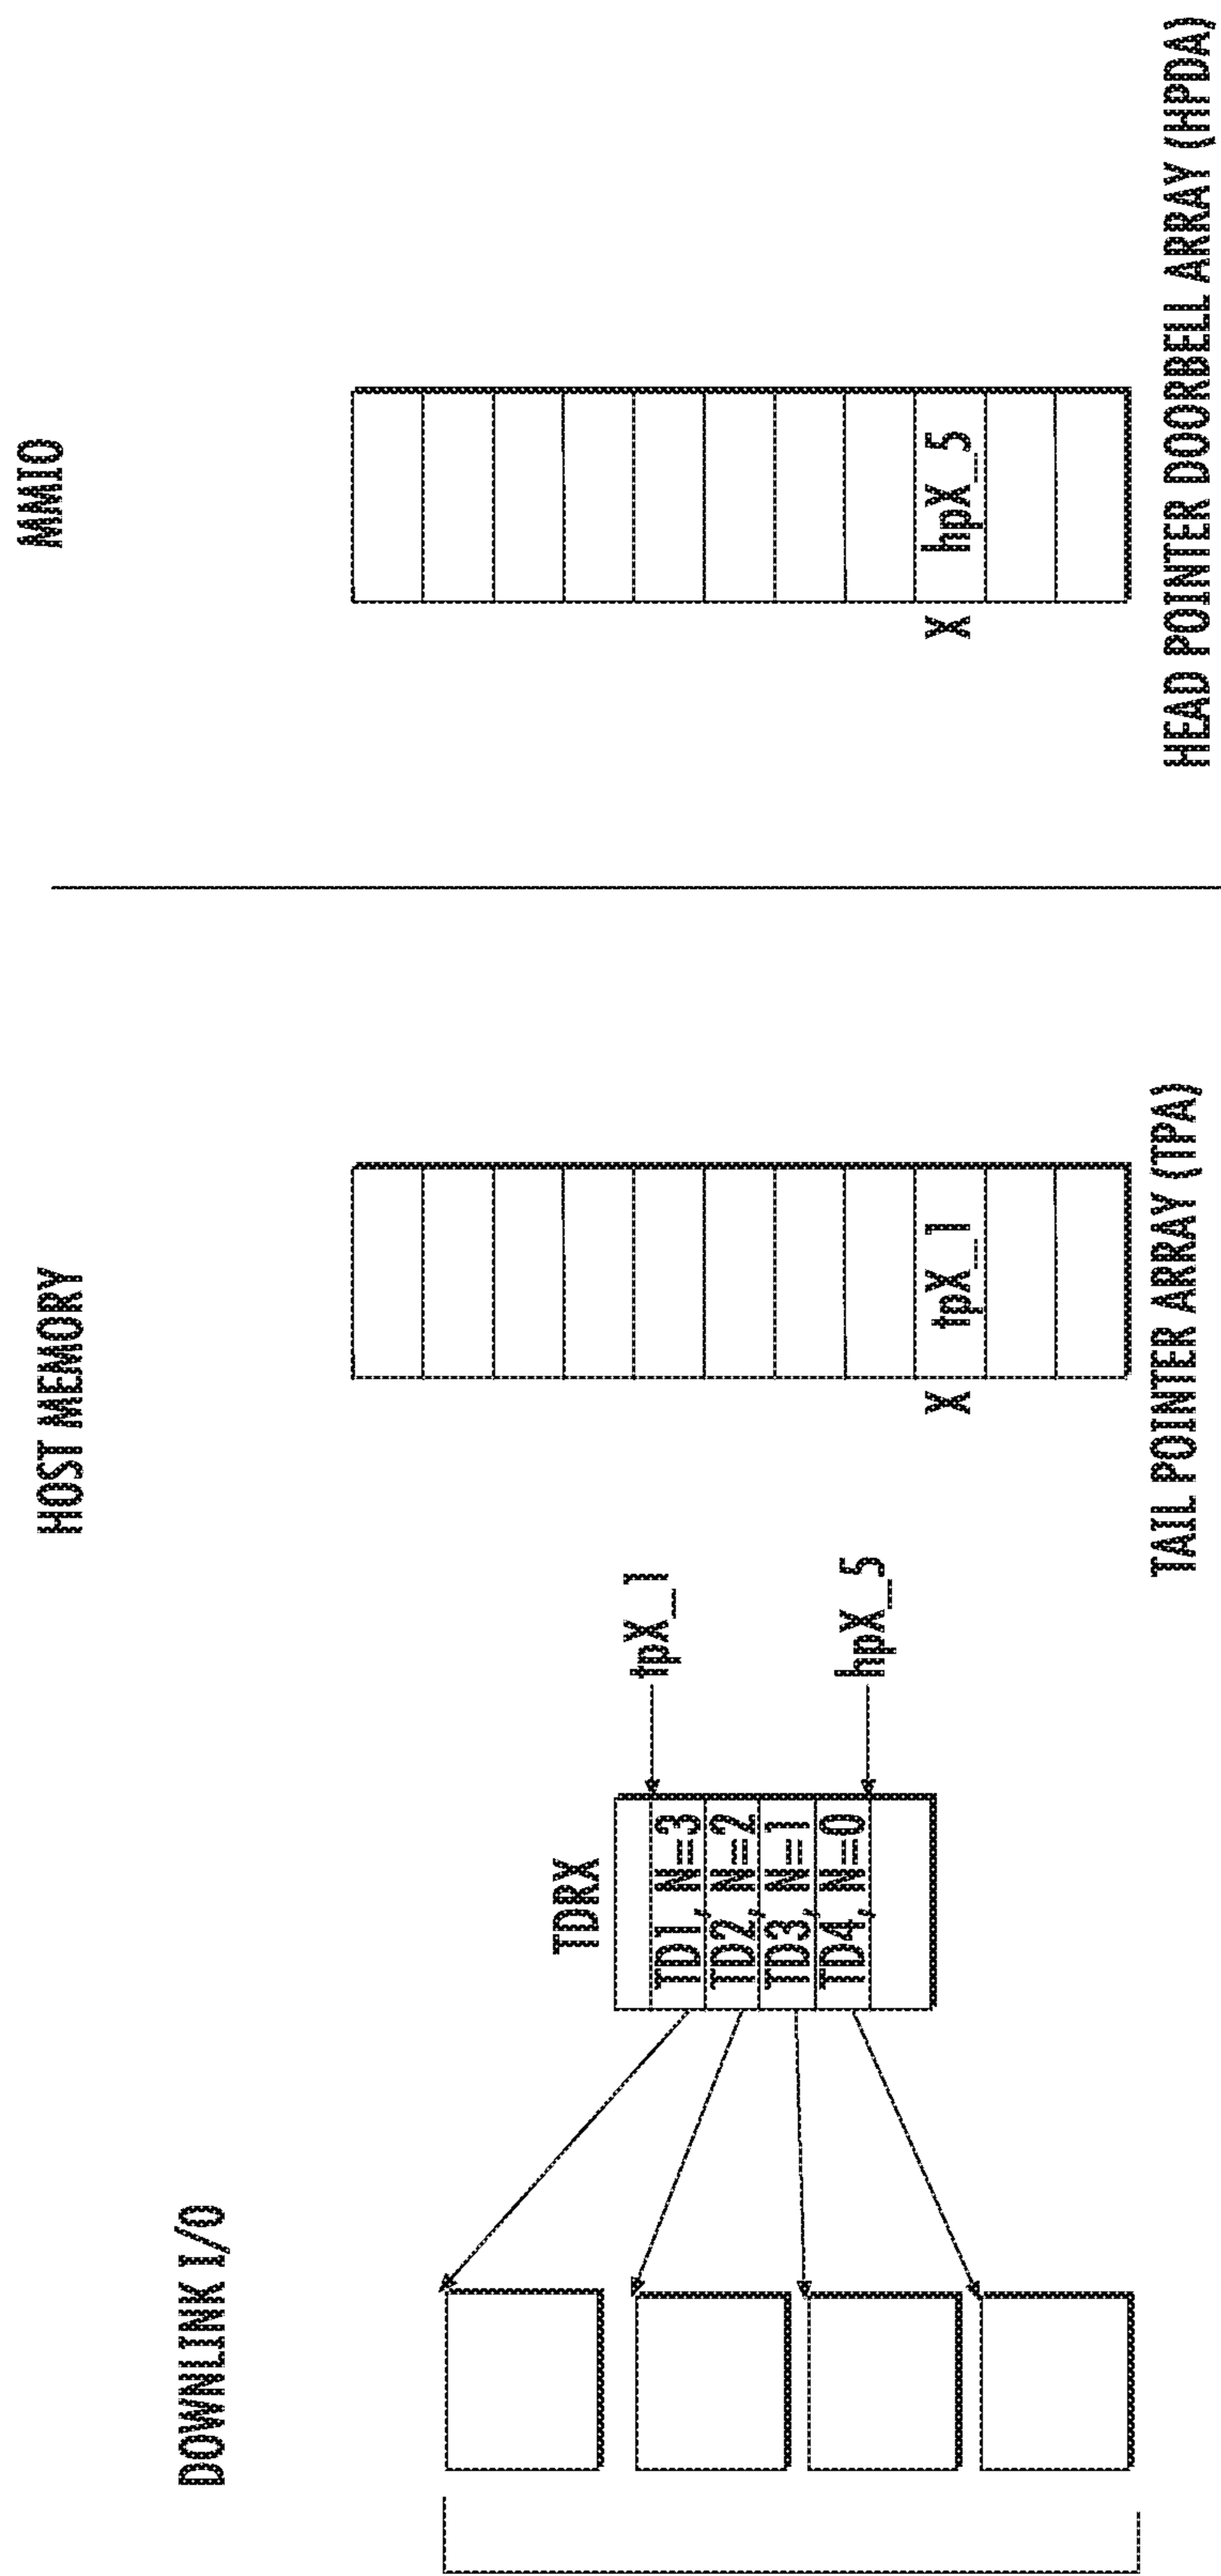 HOST MEMORY
MMIO
DOWNLINK I/O
TDRX
TD1, N=3
TD2, N=2
TD3, N=1
TD4, N=0
tpX_1
hpX_5
X
tpX_1
X
hpX_5
TAIL POINTER ARRAY (TPA)
HEAD POINTER DOORBELL ARRAY (HPDA)